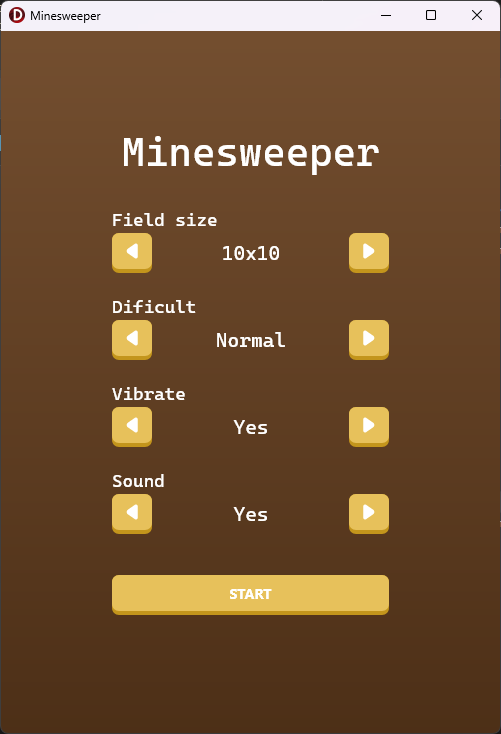 Minesweeper
Minesweeper
Field size
10x10
Dificult
Normal
Vibrate
Yes
Sound
Yes
START